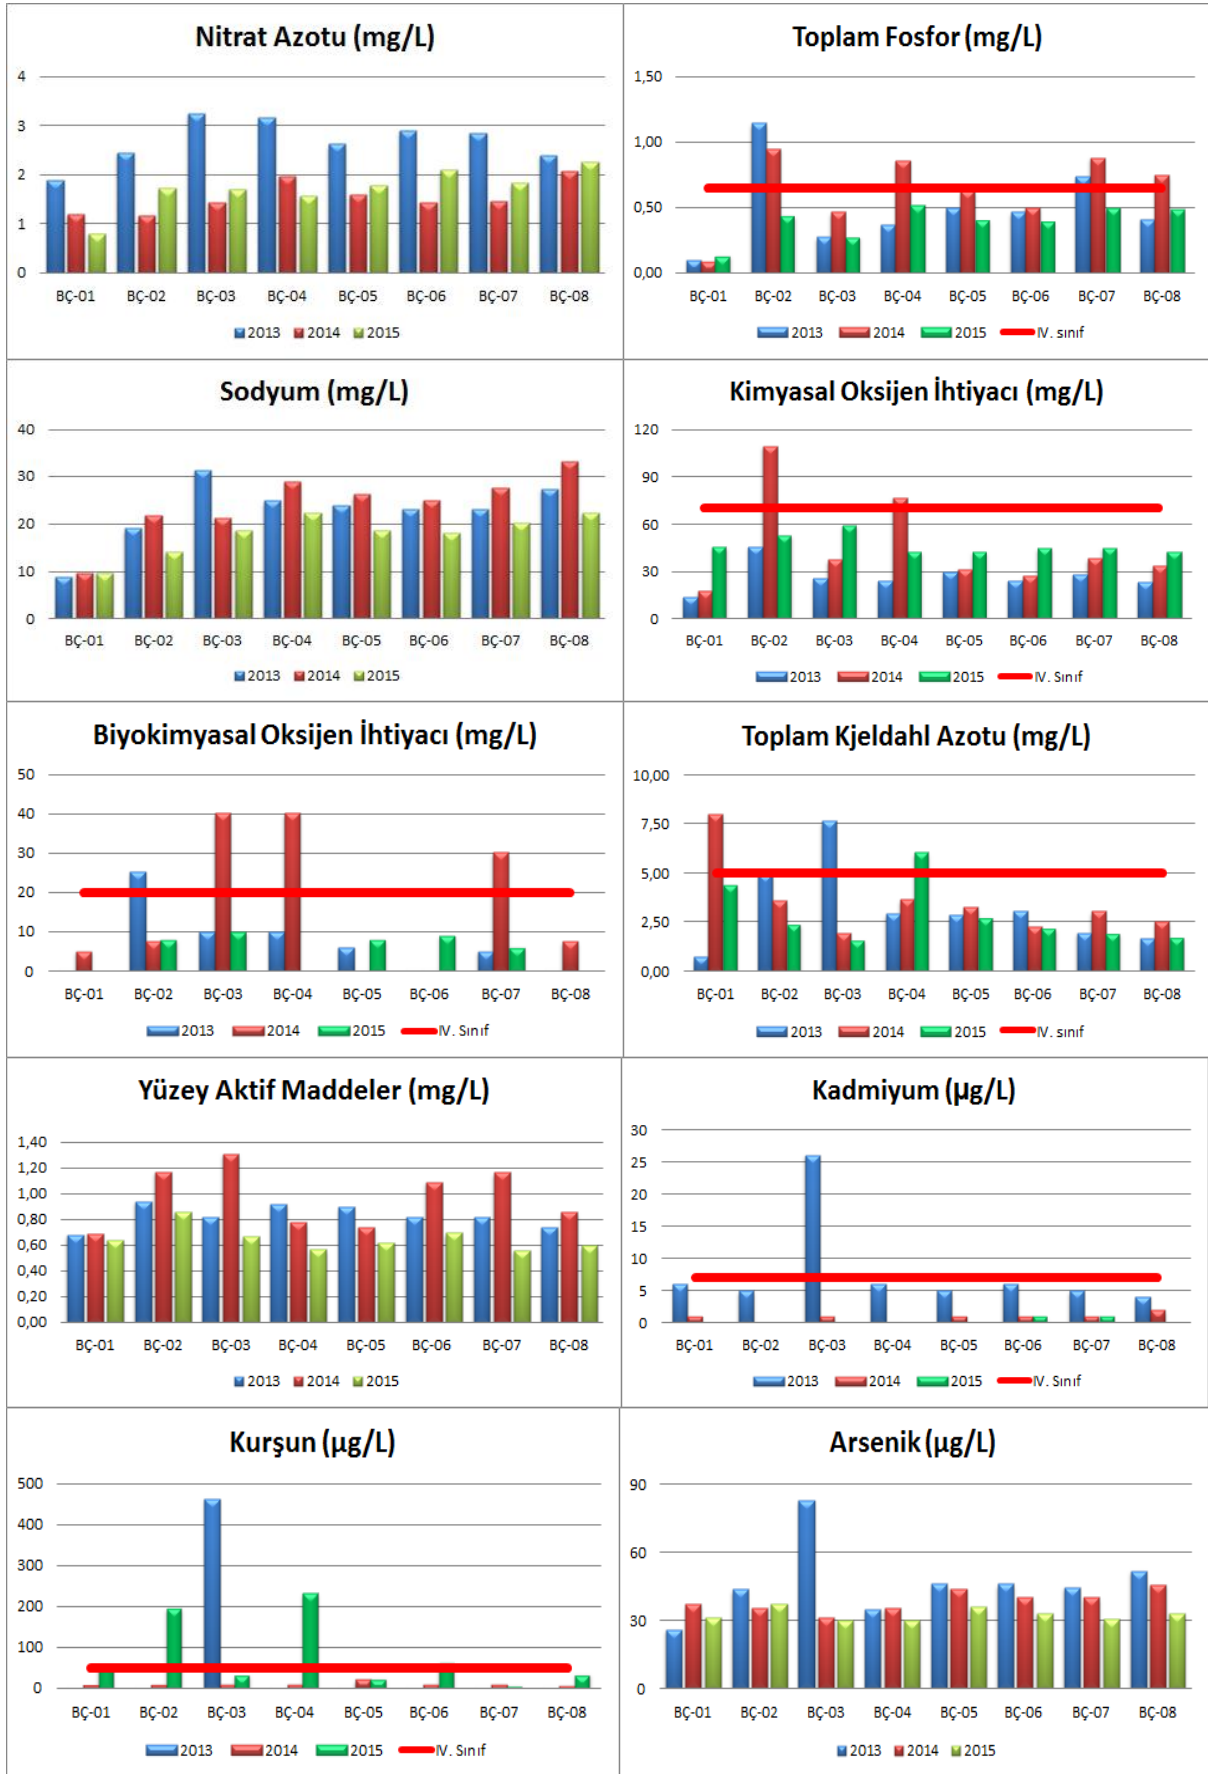 Nitrat Azotu (mg/L)
4
3
2
1
0
BÇ-01 BÇ-02 BÇ-03 BÇ-04 BÇ-05 BÇ-06 BÇ-07 BÇ-08
2013 2014 2015
Toplam Fosfor (mg/L)
1,50
1,00
0,50
0,00
BÇ-01 BÇ-02 BÇ-03 BÇ-04 BÇ-05 BÇ-06 BÇ-07 BÇ-08
2013 2014 2015 IV. sınıf
Sodyum (mg/L)
40
30
20
10
0
BÇ-01 BÇ-02 BÇ-03 BÇ-04 BÇ-05 BÇ-06 BÇ-07 BÇ-08
2013 2014 2015
Kimyasal Oksijen İhtiyacı (mg/L)
120
90
60
30
0
BÇ-01 BÇ-02 BÇ-03 BÇ-04 BÇ-05 BÇ-06 BÇ-07 BÇ-08
2013 2014 2015 IV. Sınıf
Biyokimyasal Oksijen İhtiyacı (mg/L)
50
40
30
20
10
0
BÇ-01 BÇ-02 BÇ-03 BÇ-04 BÇ-05 BÇ-06 BÇ-07 BÇ-08
2013 2014 2015 IV. Sınıf
Toplam Kjeldahl Azotu (mg/L)
10,00
7,50
5,00
2,50
0,00
BÇ-01 BÇ-02 BÇ-03 BÇ-04 BÇ-05 BÇ-06 BÇ-07 BÇ-08
2013 2014 2015 IV. sınıf
Yüzey Aktif Maddeler (mg/L)
1,40
1,20
1,00
0,80
0,60
0,40
0,20
0,00
BÇ-01 BÇ-02 BÇ-03 BÇ-04 BÇ-05 BÇ-06 BÇ-07 BÇ-08
2013 2014 2015
Kadmiyum (µg/L)
30
25
20
15
10
5
0
BÇ-01 BÇ-02 BÇ-03 BÇ-04 BÇ-05 BÇ-06 BÇ-07 BÇ-08
2013 2014 2015 IV. Sınıf
Kurşun (µg/L)
500
400
300
200
100
0
BÇ-01 BÇ-02 BÇ-03 BÇ-04 BÇ-05 BÇ-06 BÇ-07 BÇ-08
2013 2014 2015 IV. Sınıf
Arsenik (µg/L)
90
60
30
0
BÇ-01 BÇ-02 BÇ-03 BÇ-04 BÇ-05 BÇ-06 BÇ-07 BÇ-08
2013 2014 2015